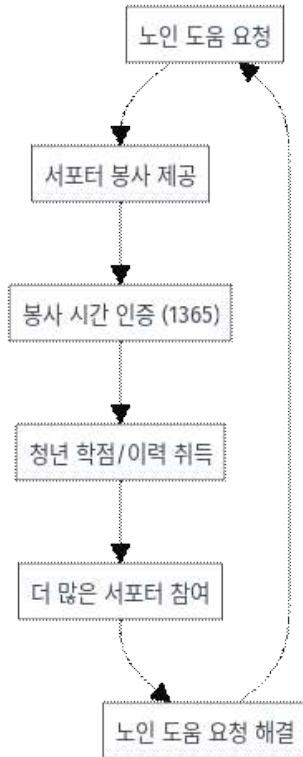 노인 도움 요청
서포터 봉사 제공
봉사 시간 인증 (1365)
청년 학점/이력 취득
더 많은 서포터 참여
노인 도움 요청 해결